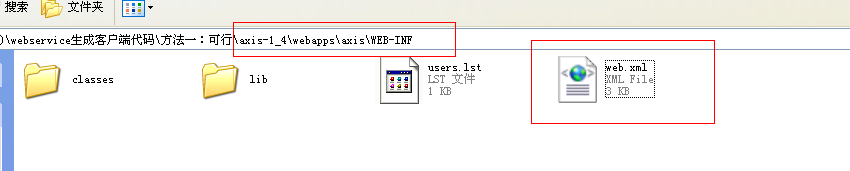 搜索 文件夹
)\webservice生成客户端代码\方法一：可行\axis-1_4\webapps\axis\WEB-INF
classes
lib
users.lst
LST 文件
1 KB
web.xml
XML File
3 KB